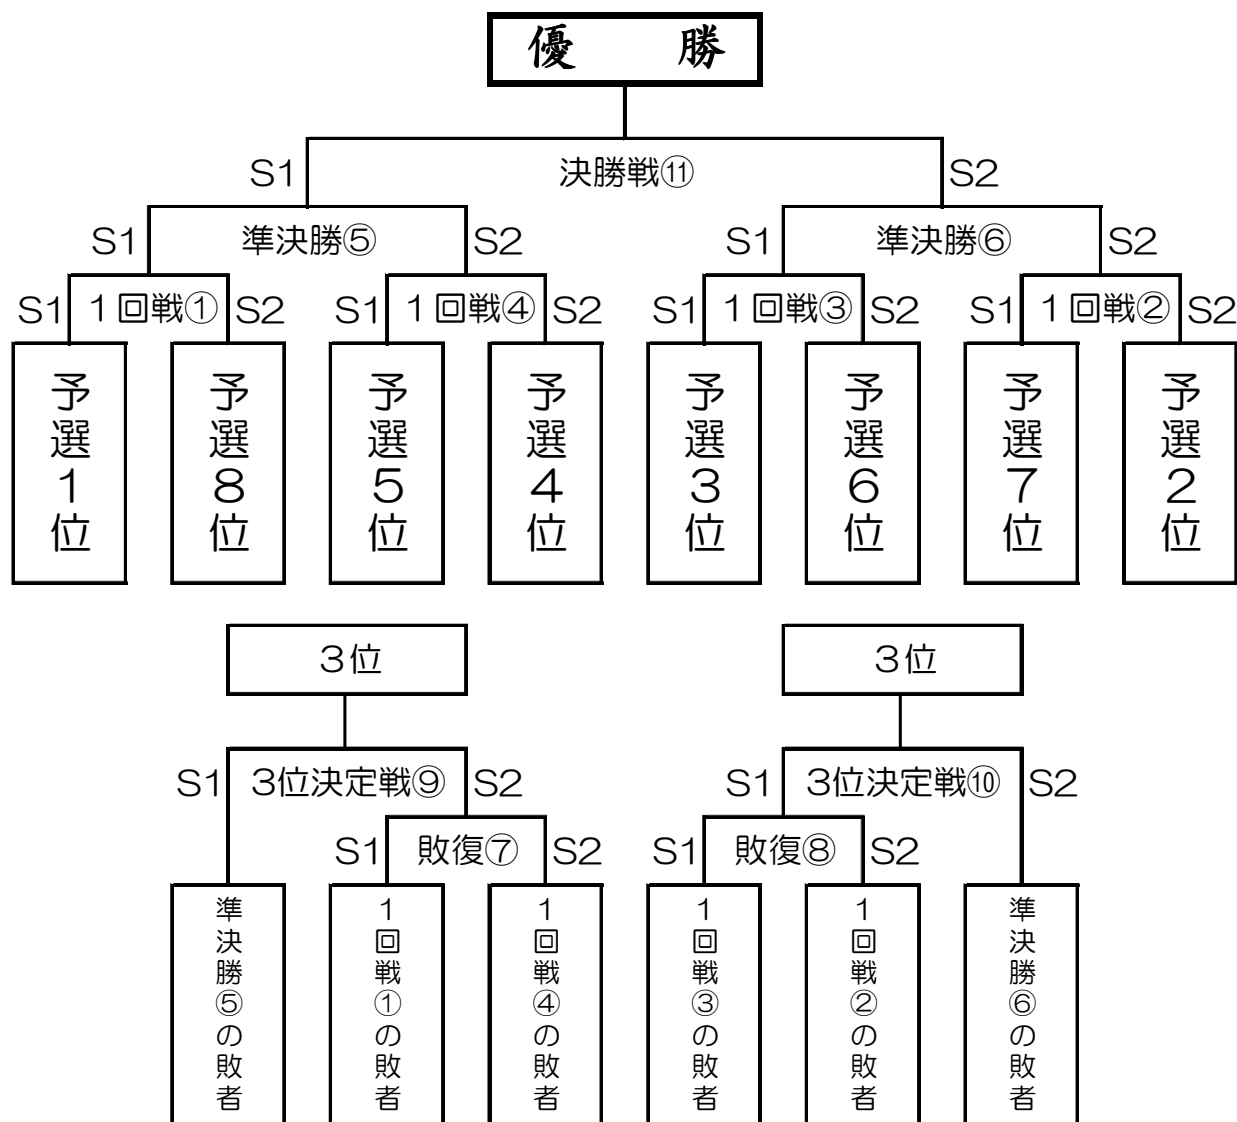 優　勝
S1 決勝戦⑪ S2
S1 準決勝⑤ S2 S1 準決勝⑥ S2
S1 1回戦① S2 S1 1回戦④ S2 S1 1回戦③ S2 S1 1回戦② S2
予選1位
予選8位
予選5位
予選4位
予選3位
予選6位
予選7位
予選2位
3位 3位
S1 3位決定戦⑨ S2 S1 3位決定戦⑩ S2
S1 敗復⑦ S2 S1 敗復⑧ S2
準決勝⑤の敗者
1回戦①の敗者
1回戦④の敗者
1回戦③の敗者
1回戦②の敗者
準決勝⑥の敗者